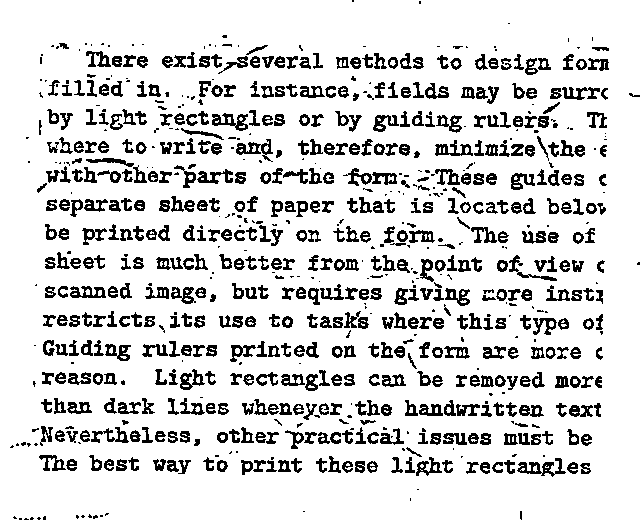 There exist several methods to design form
filled in. For instance, fields may be surrc
by light rectangles or by guiding rulers. Th
where to write and, therefore, minimize the e
with other parts of the form. These guides c
separate sheet of paper that is located belov
be printed directly on the form. The use of
sheet is much better from the point of view c
scanned image, but requires giving more instr
restricts its use to tasks where this type of
Guiding rulers printed on the form are more c
reason. Light rectangles can be removed more
than dark lines whenever the handwritten text
Nevertheless, other practical issues must be
The best way to print these light rectangles